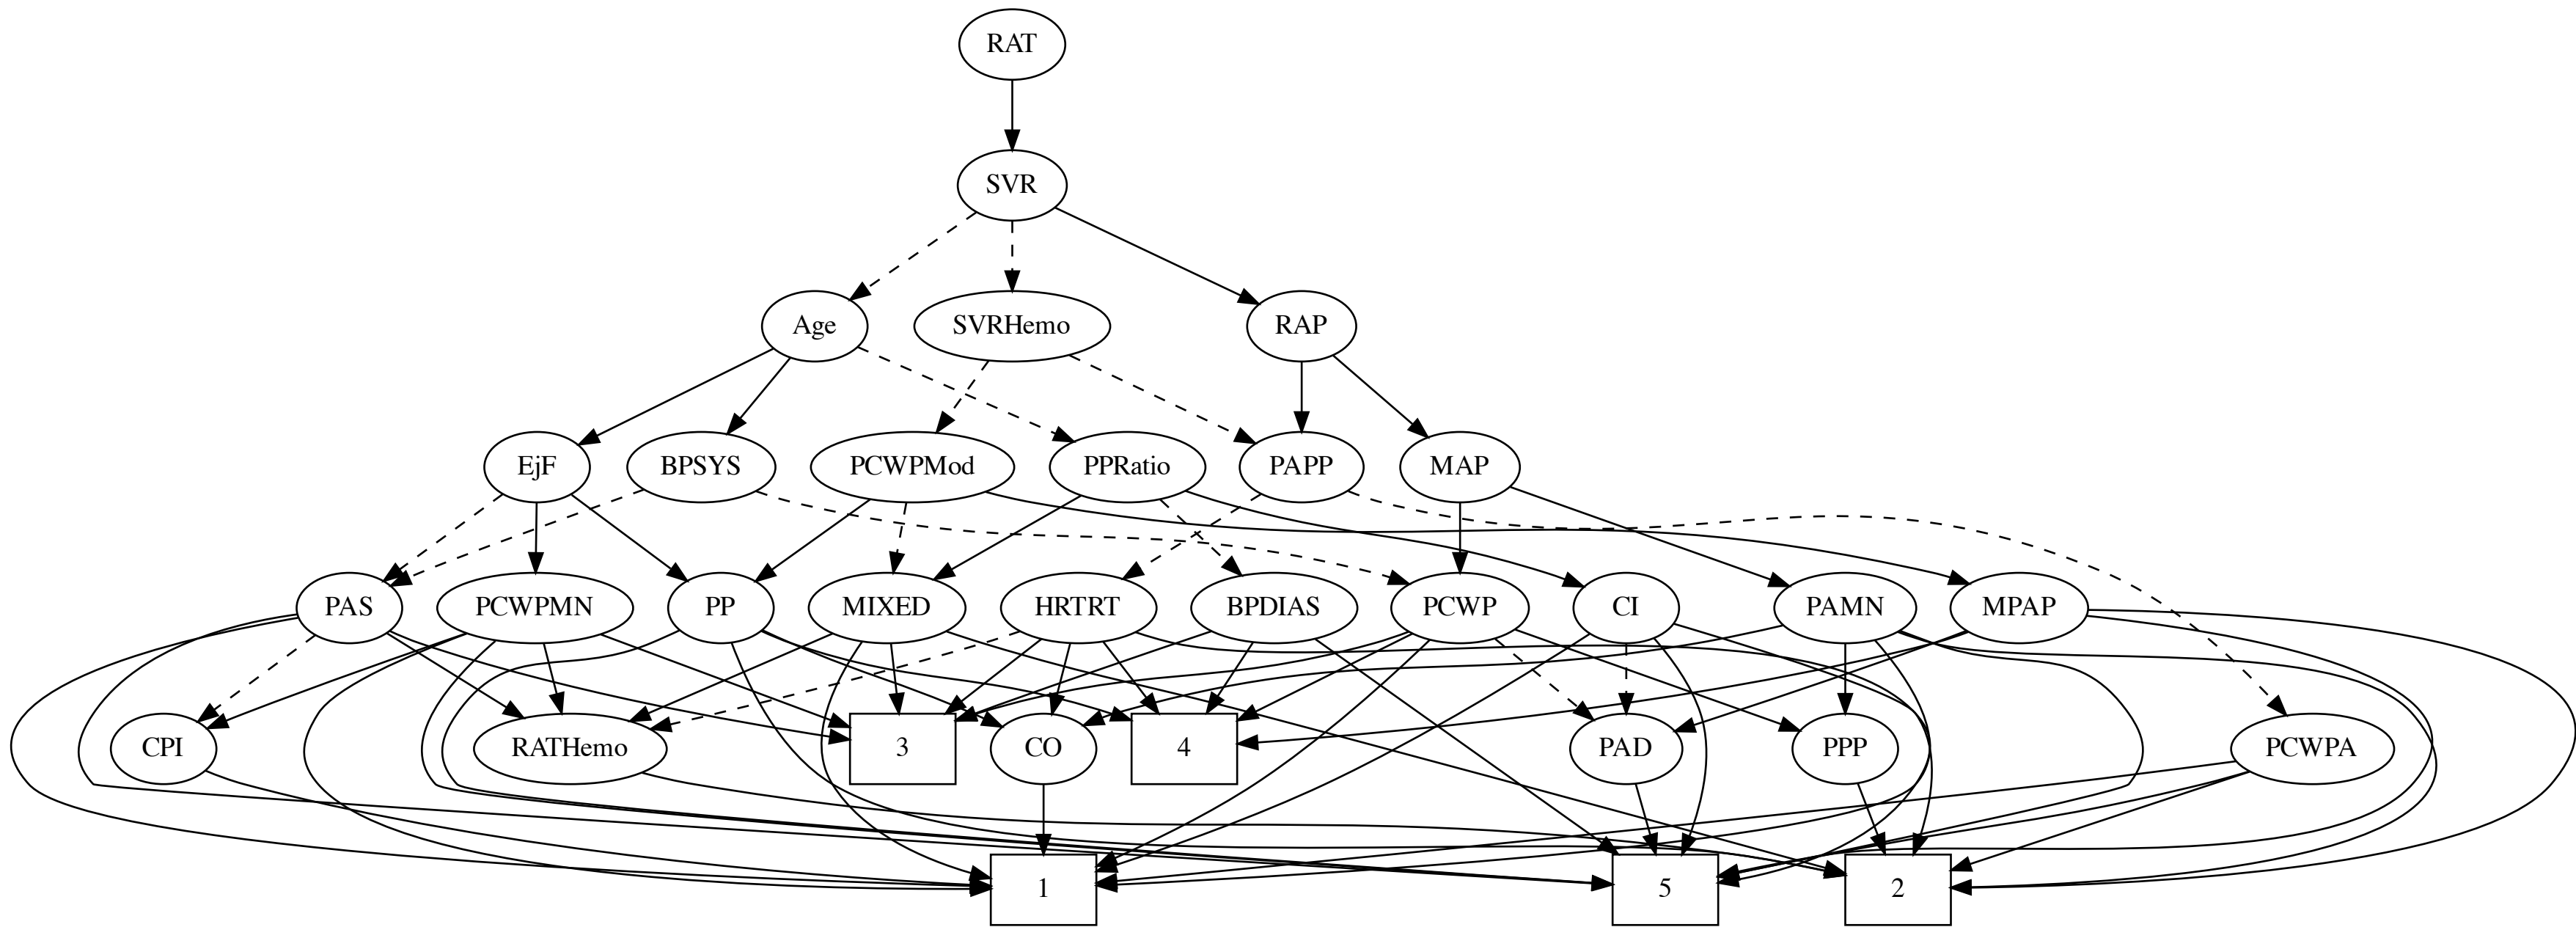 RAT
SVR
Age
SVRHemo
RAP
EjF
BPSYS
PCWPMod
PPRatio
PAPP
MAP
PAS
PCWPMN
PP
MIXED
HRTRT
BPDIAS
PCWP
CI
PAMN
MPAP
CPI
RATHemo
3
CO
4
PAD
PPP
PCWPA
1
5
2